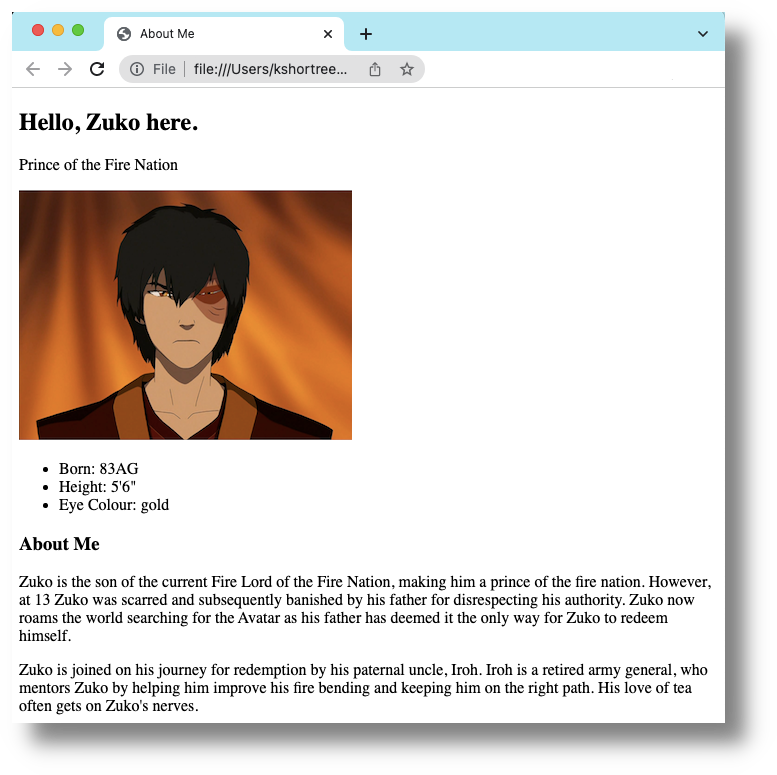 About Me
File
file:///Users/kshortree...
Hello, Zuko here.
Prince of the Fire Nation
Born: 83AG
Height: 5'6"
Eye Colour: gold
About Me
Zuko is the son of the current Fire Lord of the Fire Nation, making him a prince of the fire nation. However,
at 13 Zuko was scarred and subsequently banished by his father for disrespecting his authority. Zuko now
roams the world searching for the Avatar as his father has deemed it the only way for Zuko to redeem
himself.
Zuko is joined on his journey for redemption by his paternal uncle, Iroh. Iroh is a retired army general, who
mentors Zuko by helping him improve his fire bending and keeping him on the right path. His love of tea
often gets on Zuko's nerves.